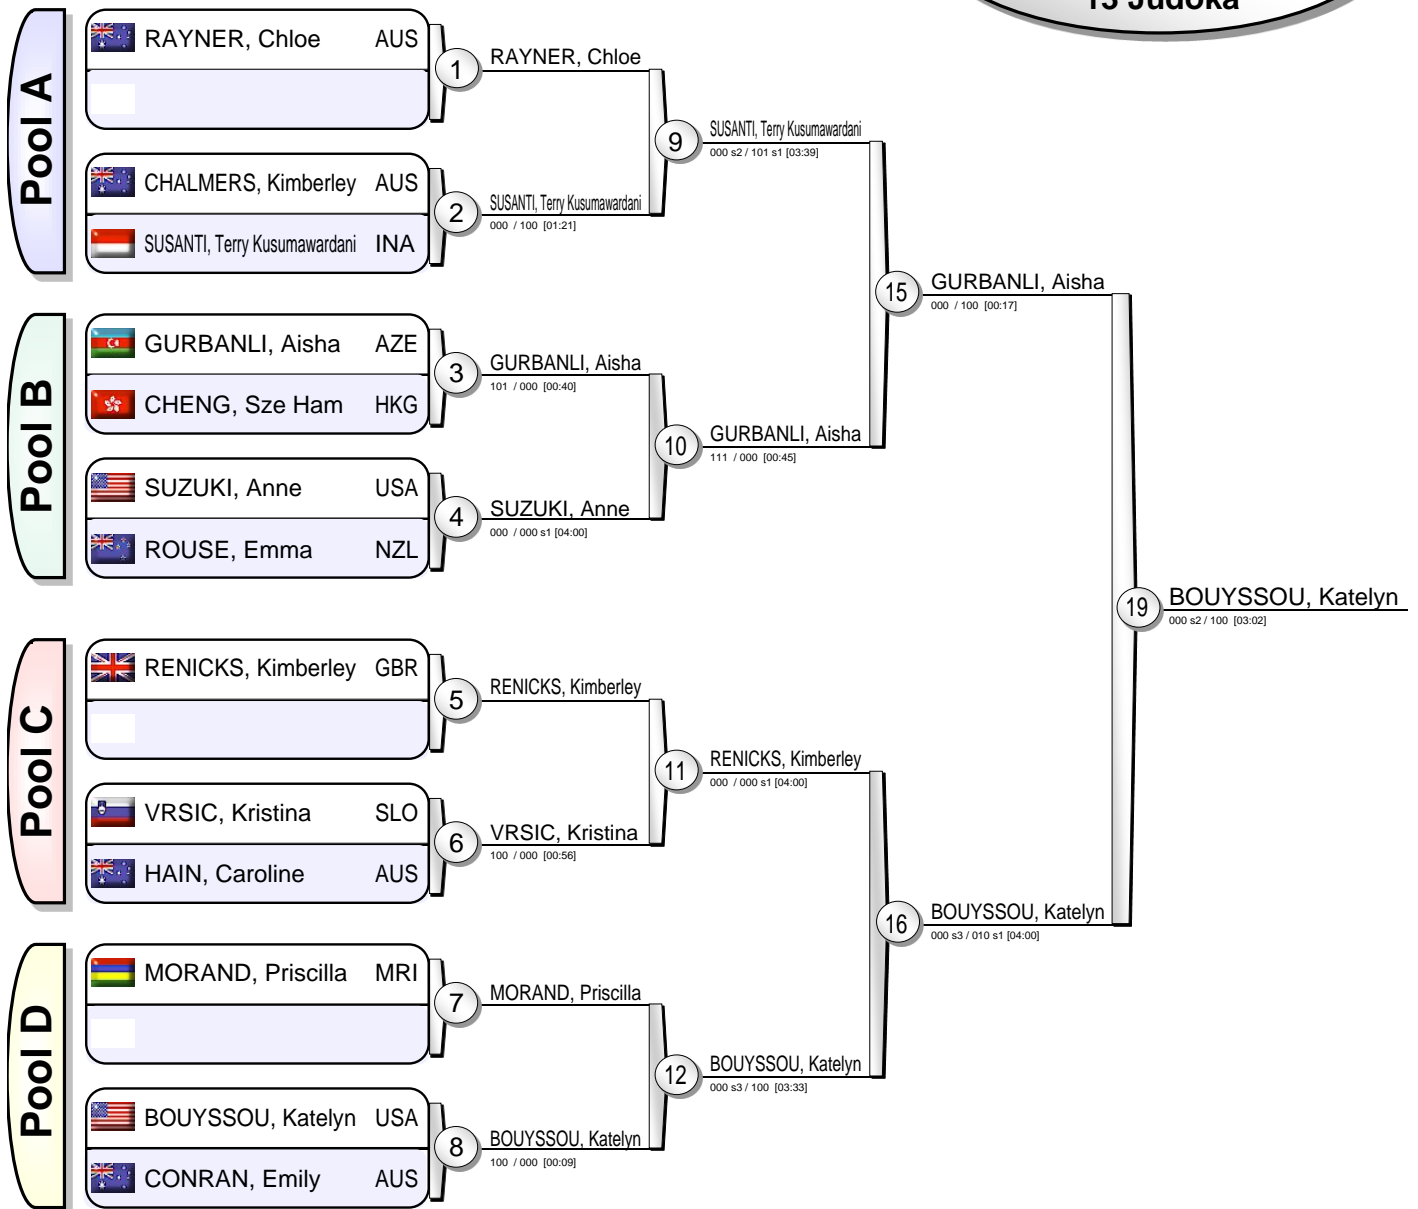 13 Judoka
Pool A
RAYNER, Chloe AUS
CHALMERS, Kimberley AUS
SUSANTI, Terry Kusumawardani INA
Pool B
GURBANLI, Aisha AZE
CHENG, Sze Ham HKG
SUZUKI, Anne USA
ROUSE, Emma NZL
Pool C
RENICKS, Kimberley GBR
VRSIC, Kristina SLO
HAIN, Caroline AUS
Pool D
MORAND, Priscilla MRI
BOUYSSOU, Katelyn USA
CONRAN, Emily AUS
1 RAYNER, Chloe
2 SUSANTI, Terry Kusumawardani
000 / 100 [01:21]
3 GURBANLI, Aisha
101 / 000 [00:40]
4 SUZUKI, Anne
000 / 000 s1 [04:00]
5 RENICKS, Kimberley
6 VRSIC, Kristina
100 / 000 [00:56]
7 MORAND, Priscilla
8 BOUYSSOU, Katelyn
100 / 000 [00:09]
9 SUSANTI, Terry Kusumawardani
000 s2 / 101 s1 [03:39]
10 GURBANLI, Aisha
111 / 000 [00:45]
11 RENICKS, Kimberley
000 / 000 s1 [04:00]
12 BOUYSSOU, Katelyn
000 s3 / 100 [03:33]
15 GURBANLI, Aisha
000 / 100 [00:17]
16 BOUYSSOU, Katelyn
000 s3 / 010 s1 [04:00]
19 BOUYSSOU, Katelyn
000 s2 / 100 [03:02]